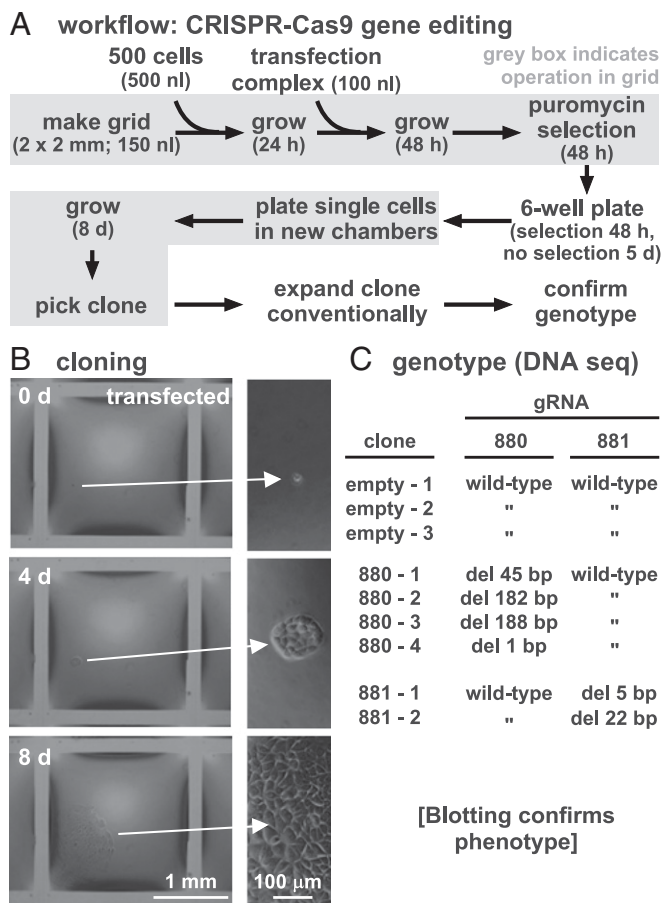 A workflow: CRISPR-Cas9 gene editing
500 cells
(500 nl)
transfection
complex (100 nl)
grey box indicates
operation in grid
make grid
(2 x 2 mm; 150 nl)
grow
(24 h)
grow
(48 h)
puromycin
selection
(48 h)
grow
(8 d)
plate single cells
in new chambers
6-well plate
(selection 48 h,
no selection 5 d)
pick clone
expand clone
conventionally
confirm
genotype
B cloning
0 d transfected
4 d
8 d
1 mm
100 μm
C genotype (DNA seq)
gRNA
clone 880 881
empty - 1 wild-type wild-type
empty - 2 " "
empty - 3 " "
880 - 1 del 45 bp wild-type
880 - 2 del 182 bp "
880 - 3 del 188 bp "
880 - 4 del 1 bp "
881 - 1 wild-type del 5 bp
881 - 2 " del 22 bp
[Blotting confirms
phenotype]